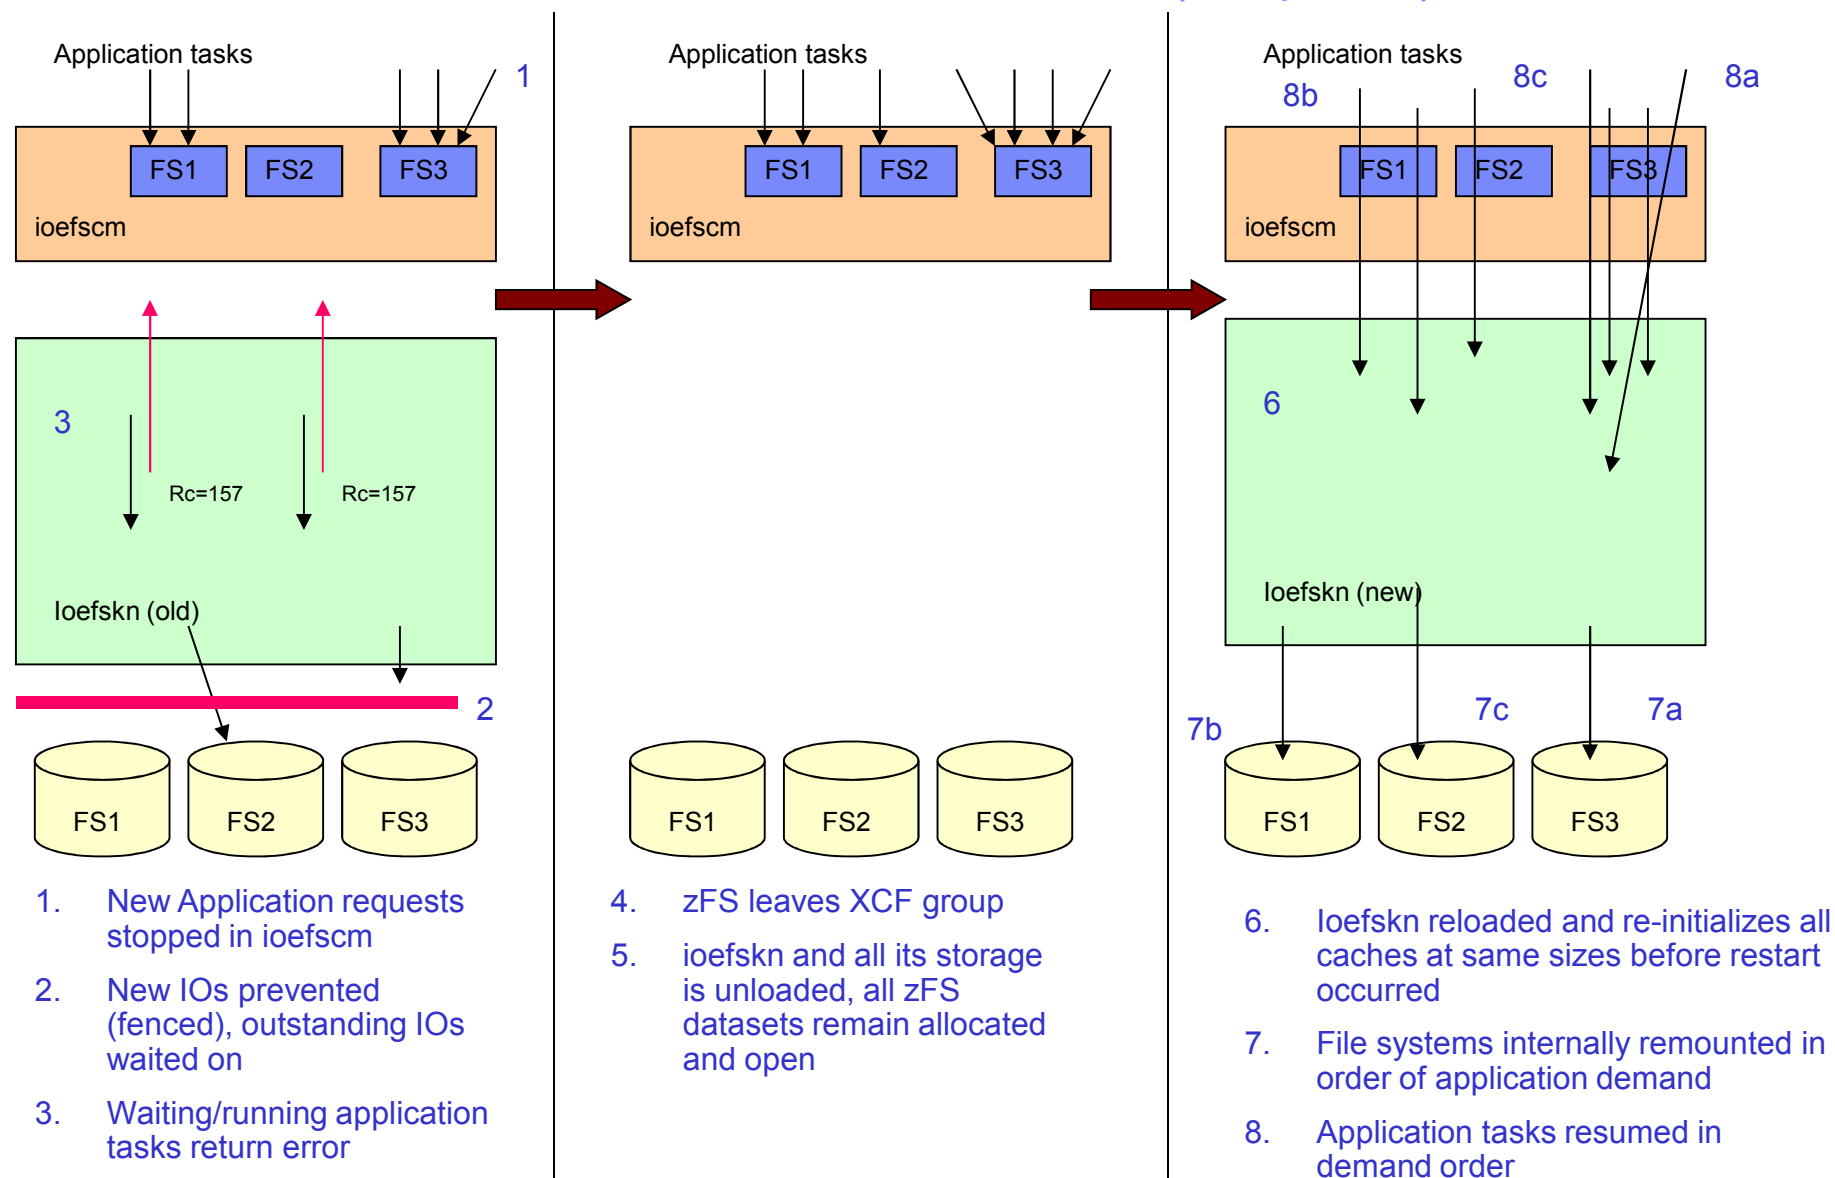 Application tasks
1
FS1
FS2
FS3
ioefscm
3
Rc=157
Rc=157
Ioefskn (old)
2
FS1
FS2
FS3
1. New Application requests
stopped in ioefscm
2. New IOs prevented
(fenced), outstanding IOs
waited on
3. Waiting/running application
tasks return error
Application tasks
FS1
FS2
FS3
ioefscm
FS1
FS2
FS3
4. zFS leaves XCF group
5. ioefskn and all its storage
is unloaded, all zFS
datasets remain allocated
and open
Application tasks
8b
8c
8a
FS1
FS2
FS3
ioefscm
6
Ioefskn (new)
7b
7c
7a
FS1
FS2
FS3
6. Ioefskn reloaded and re-initializes all
caches at same sizes before restart
occurred
7. File systems internally remounted in
order of application demand
8. Application tasks resumed in
demand order